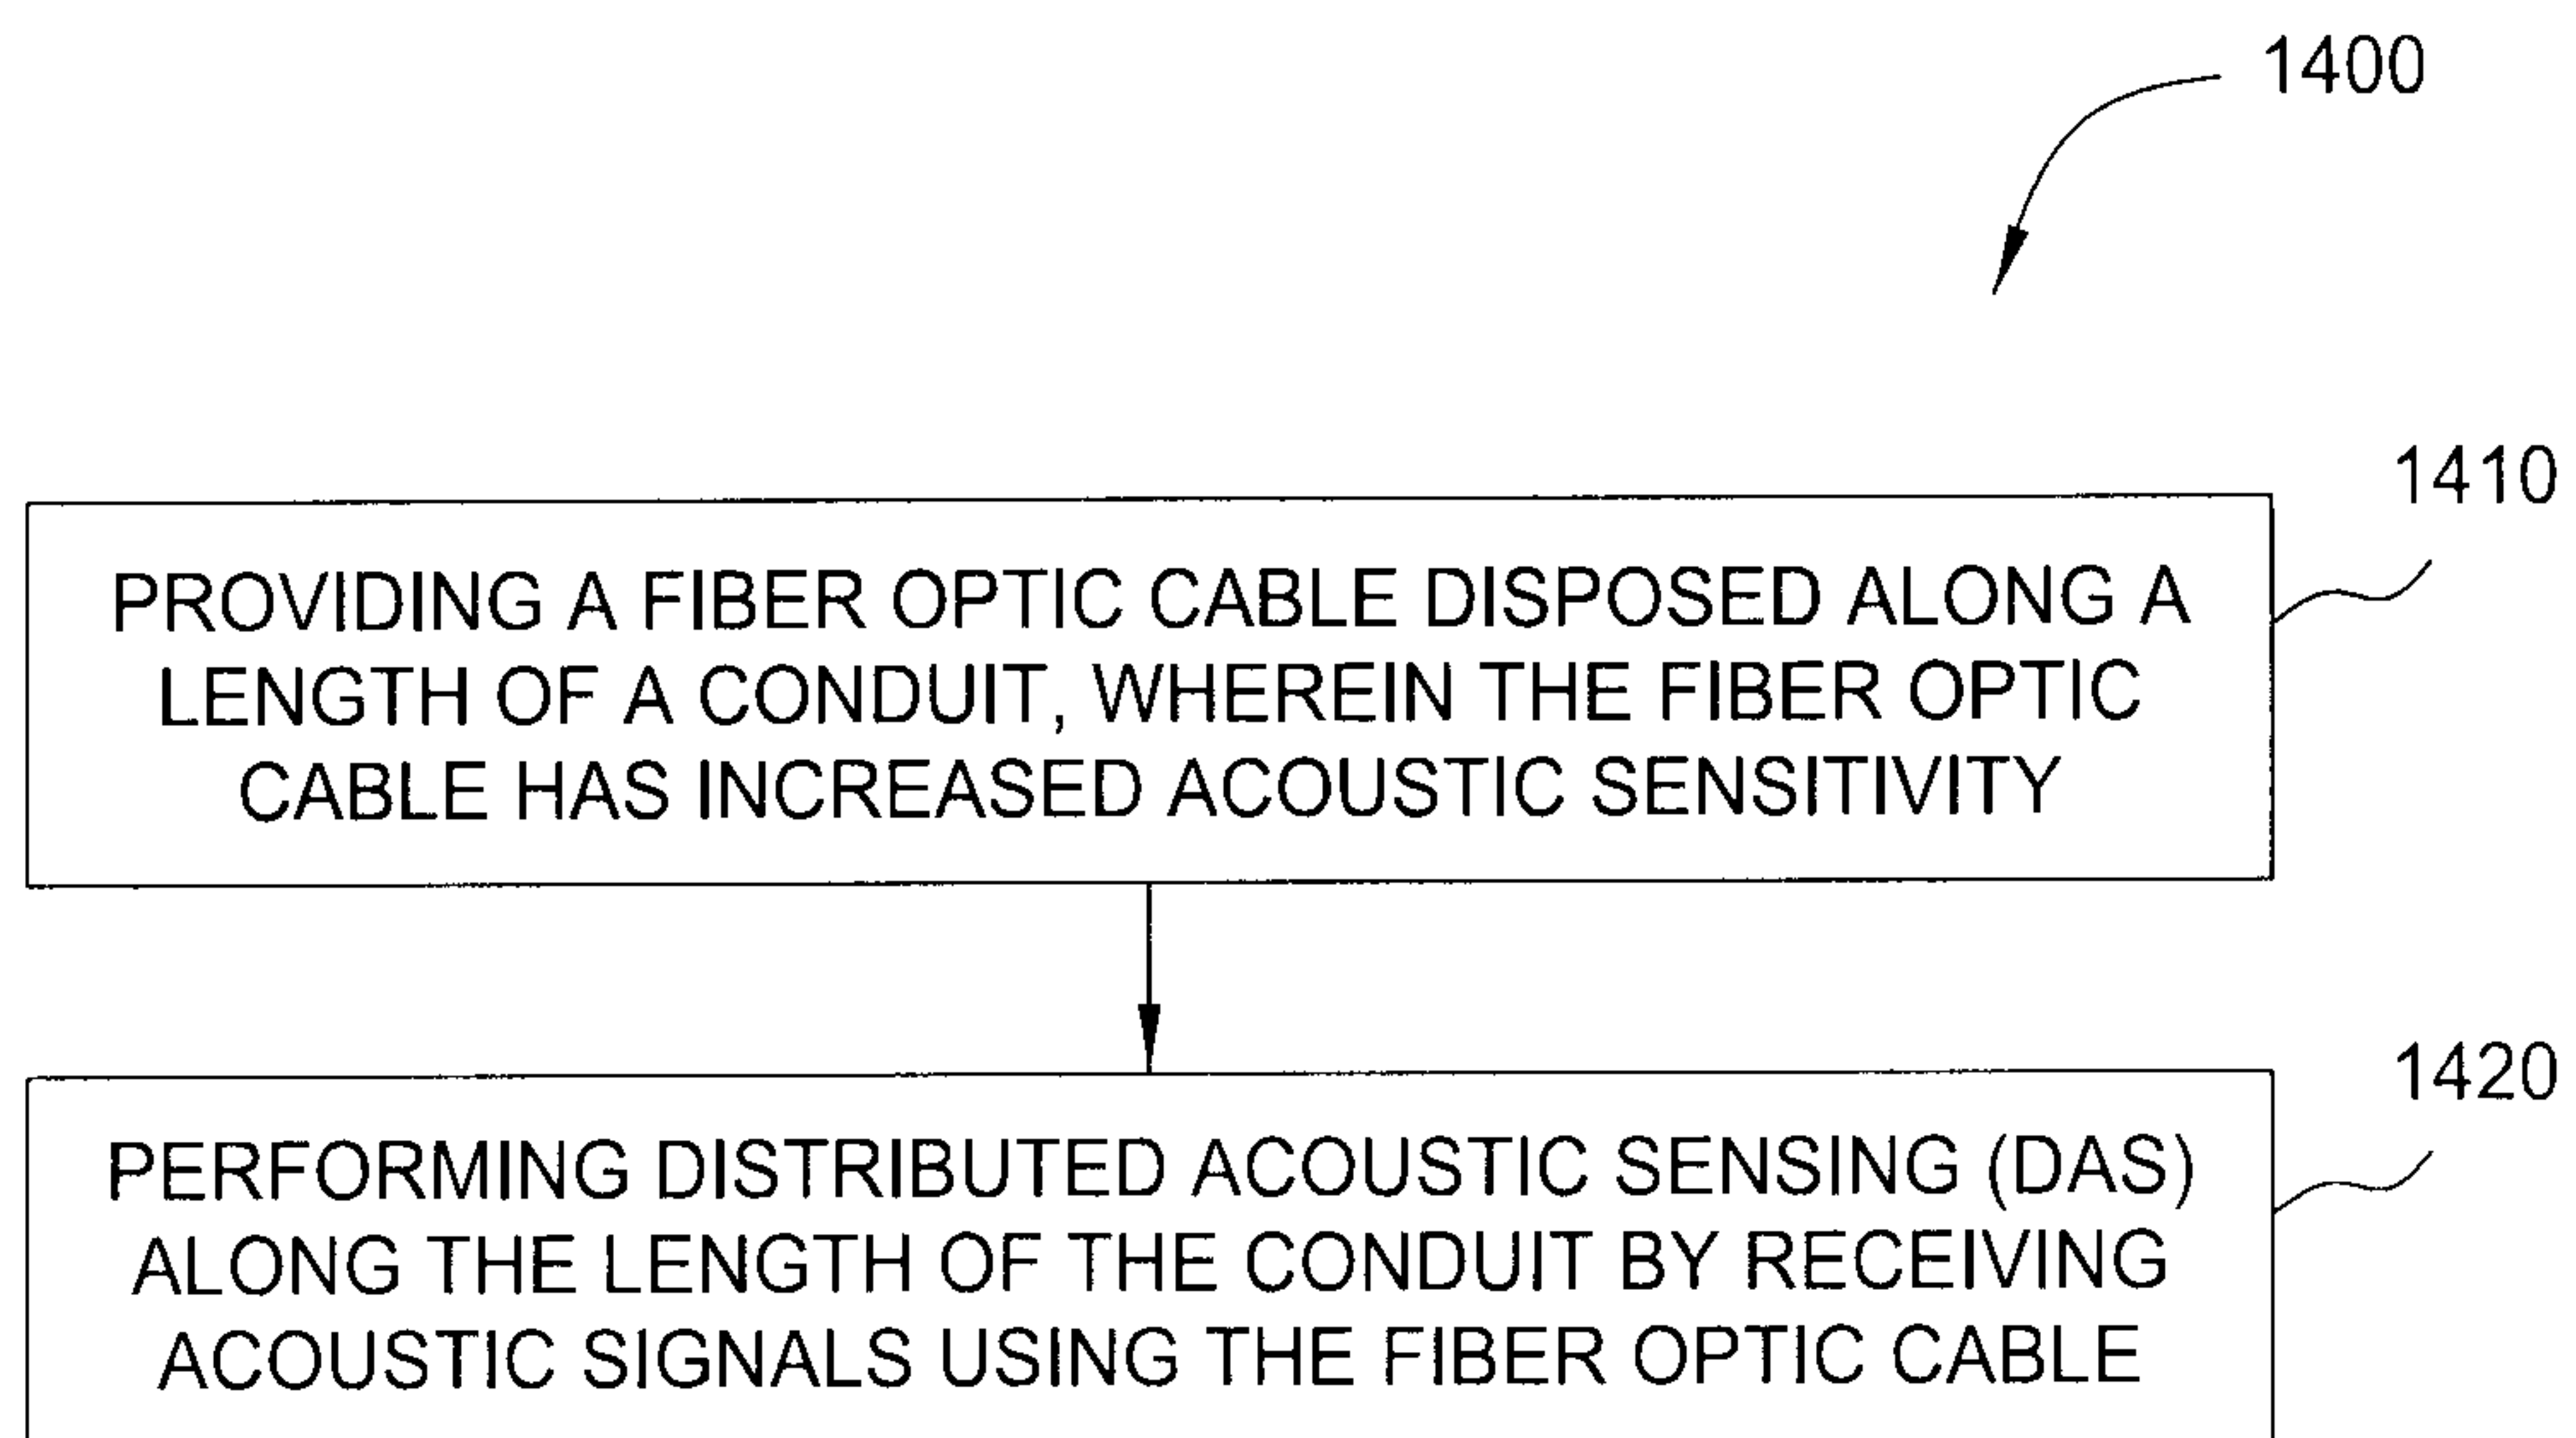 1400
1410
PROVIDING A FIBER OPTIC CABLE DISPOSED ALONG A
LENGTH OF A CONDUIT, WHEREIN THE FIBER OPTIC
CABLE HAS INCREASED ACOUSTIC SENSITIVITY
1420
PERFORMING DISTRIBUTED ACOUSTIC SENSING (DAS)
ALONG THE LENGTH OF THE CONDUIT BY RECEIVING
ACOUSTIC SIGNALS USING THE FIBER OPTIC CABLE